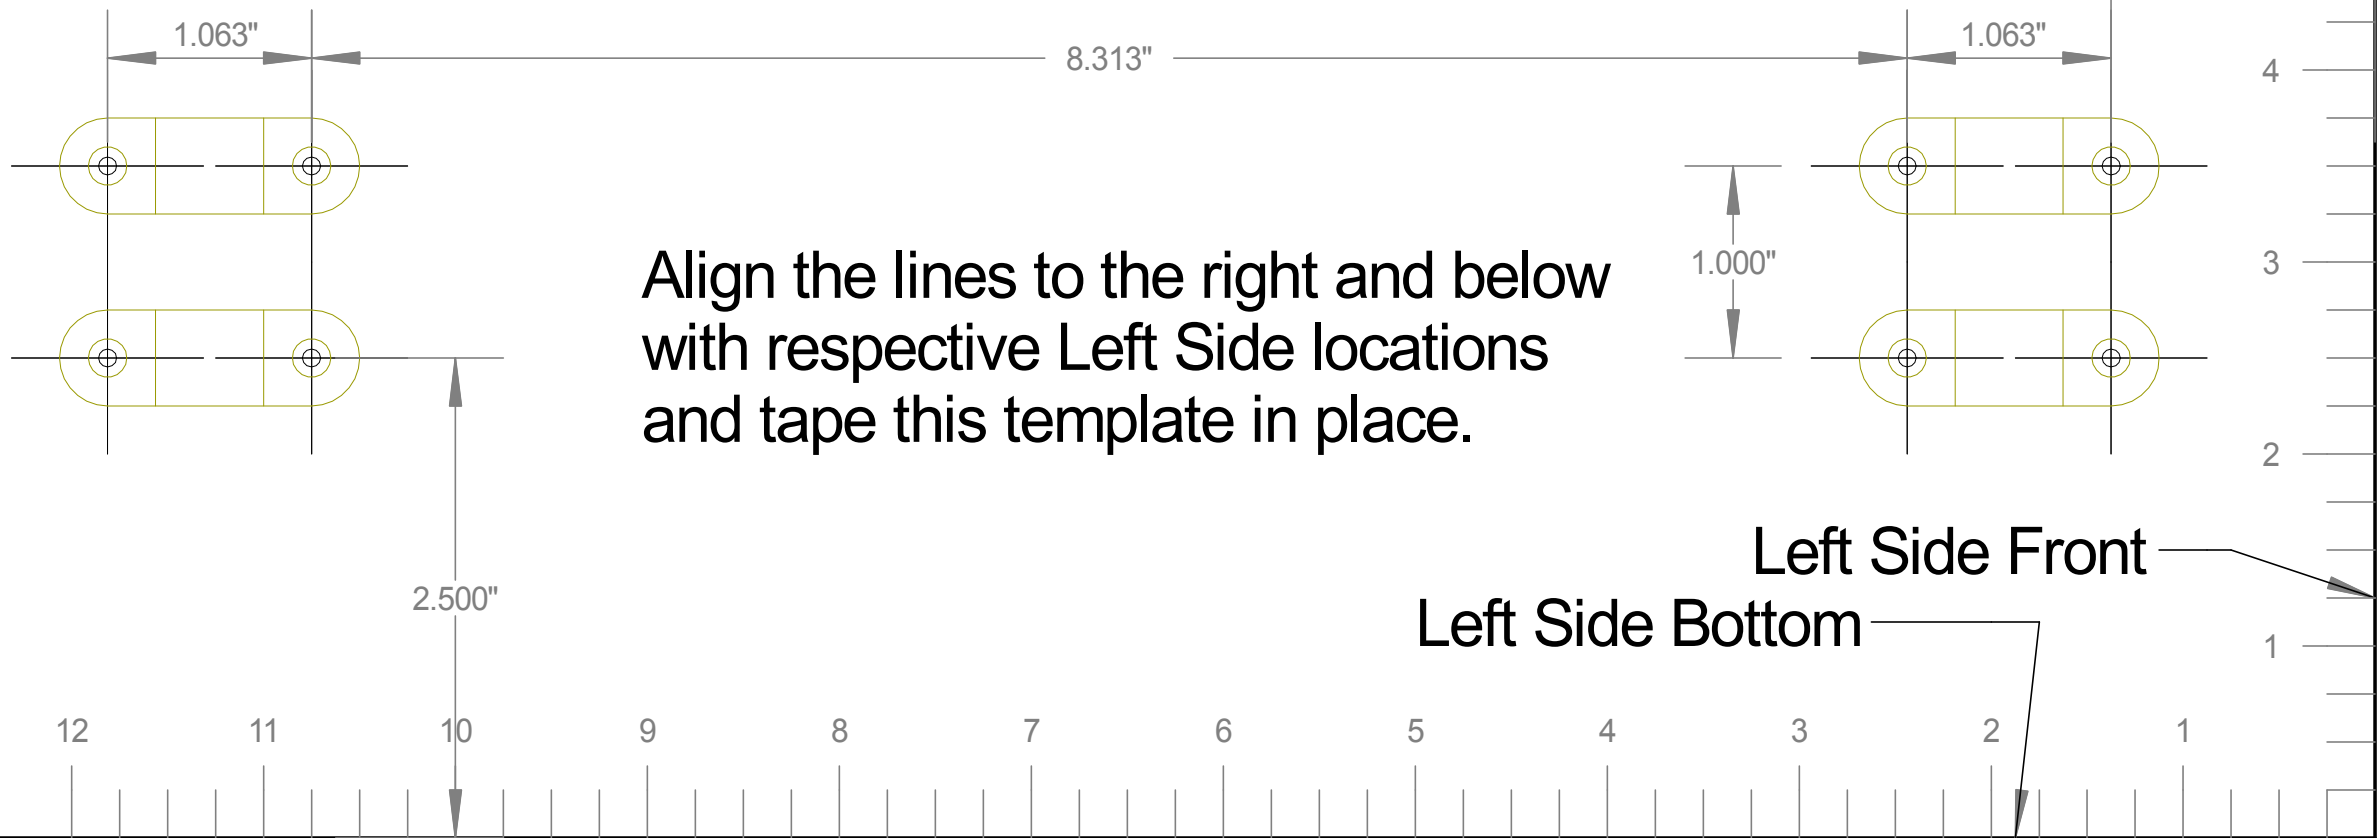 1.063"
8.313"
1.063"
4
Align the lines to the right and below
1.000"
3
with respective Left Side locations
and tape this template in place.
2
Left Side Front
2.500"
Left Side Bottom
1
12 11 10 9 8 7 6 5 4 3 2 1